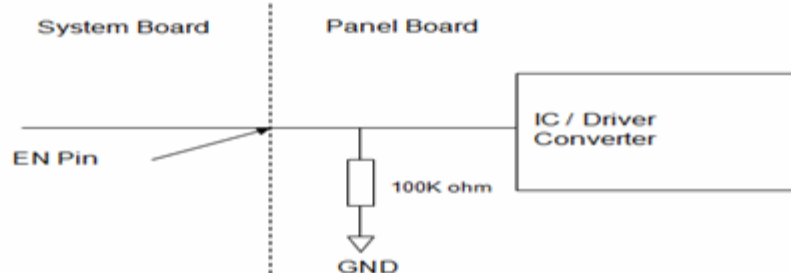 System Board
Panel Board
IC / Driver
Converter
EN Pin
100K ohm
GND